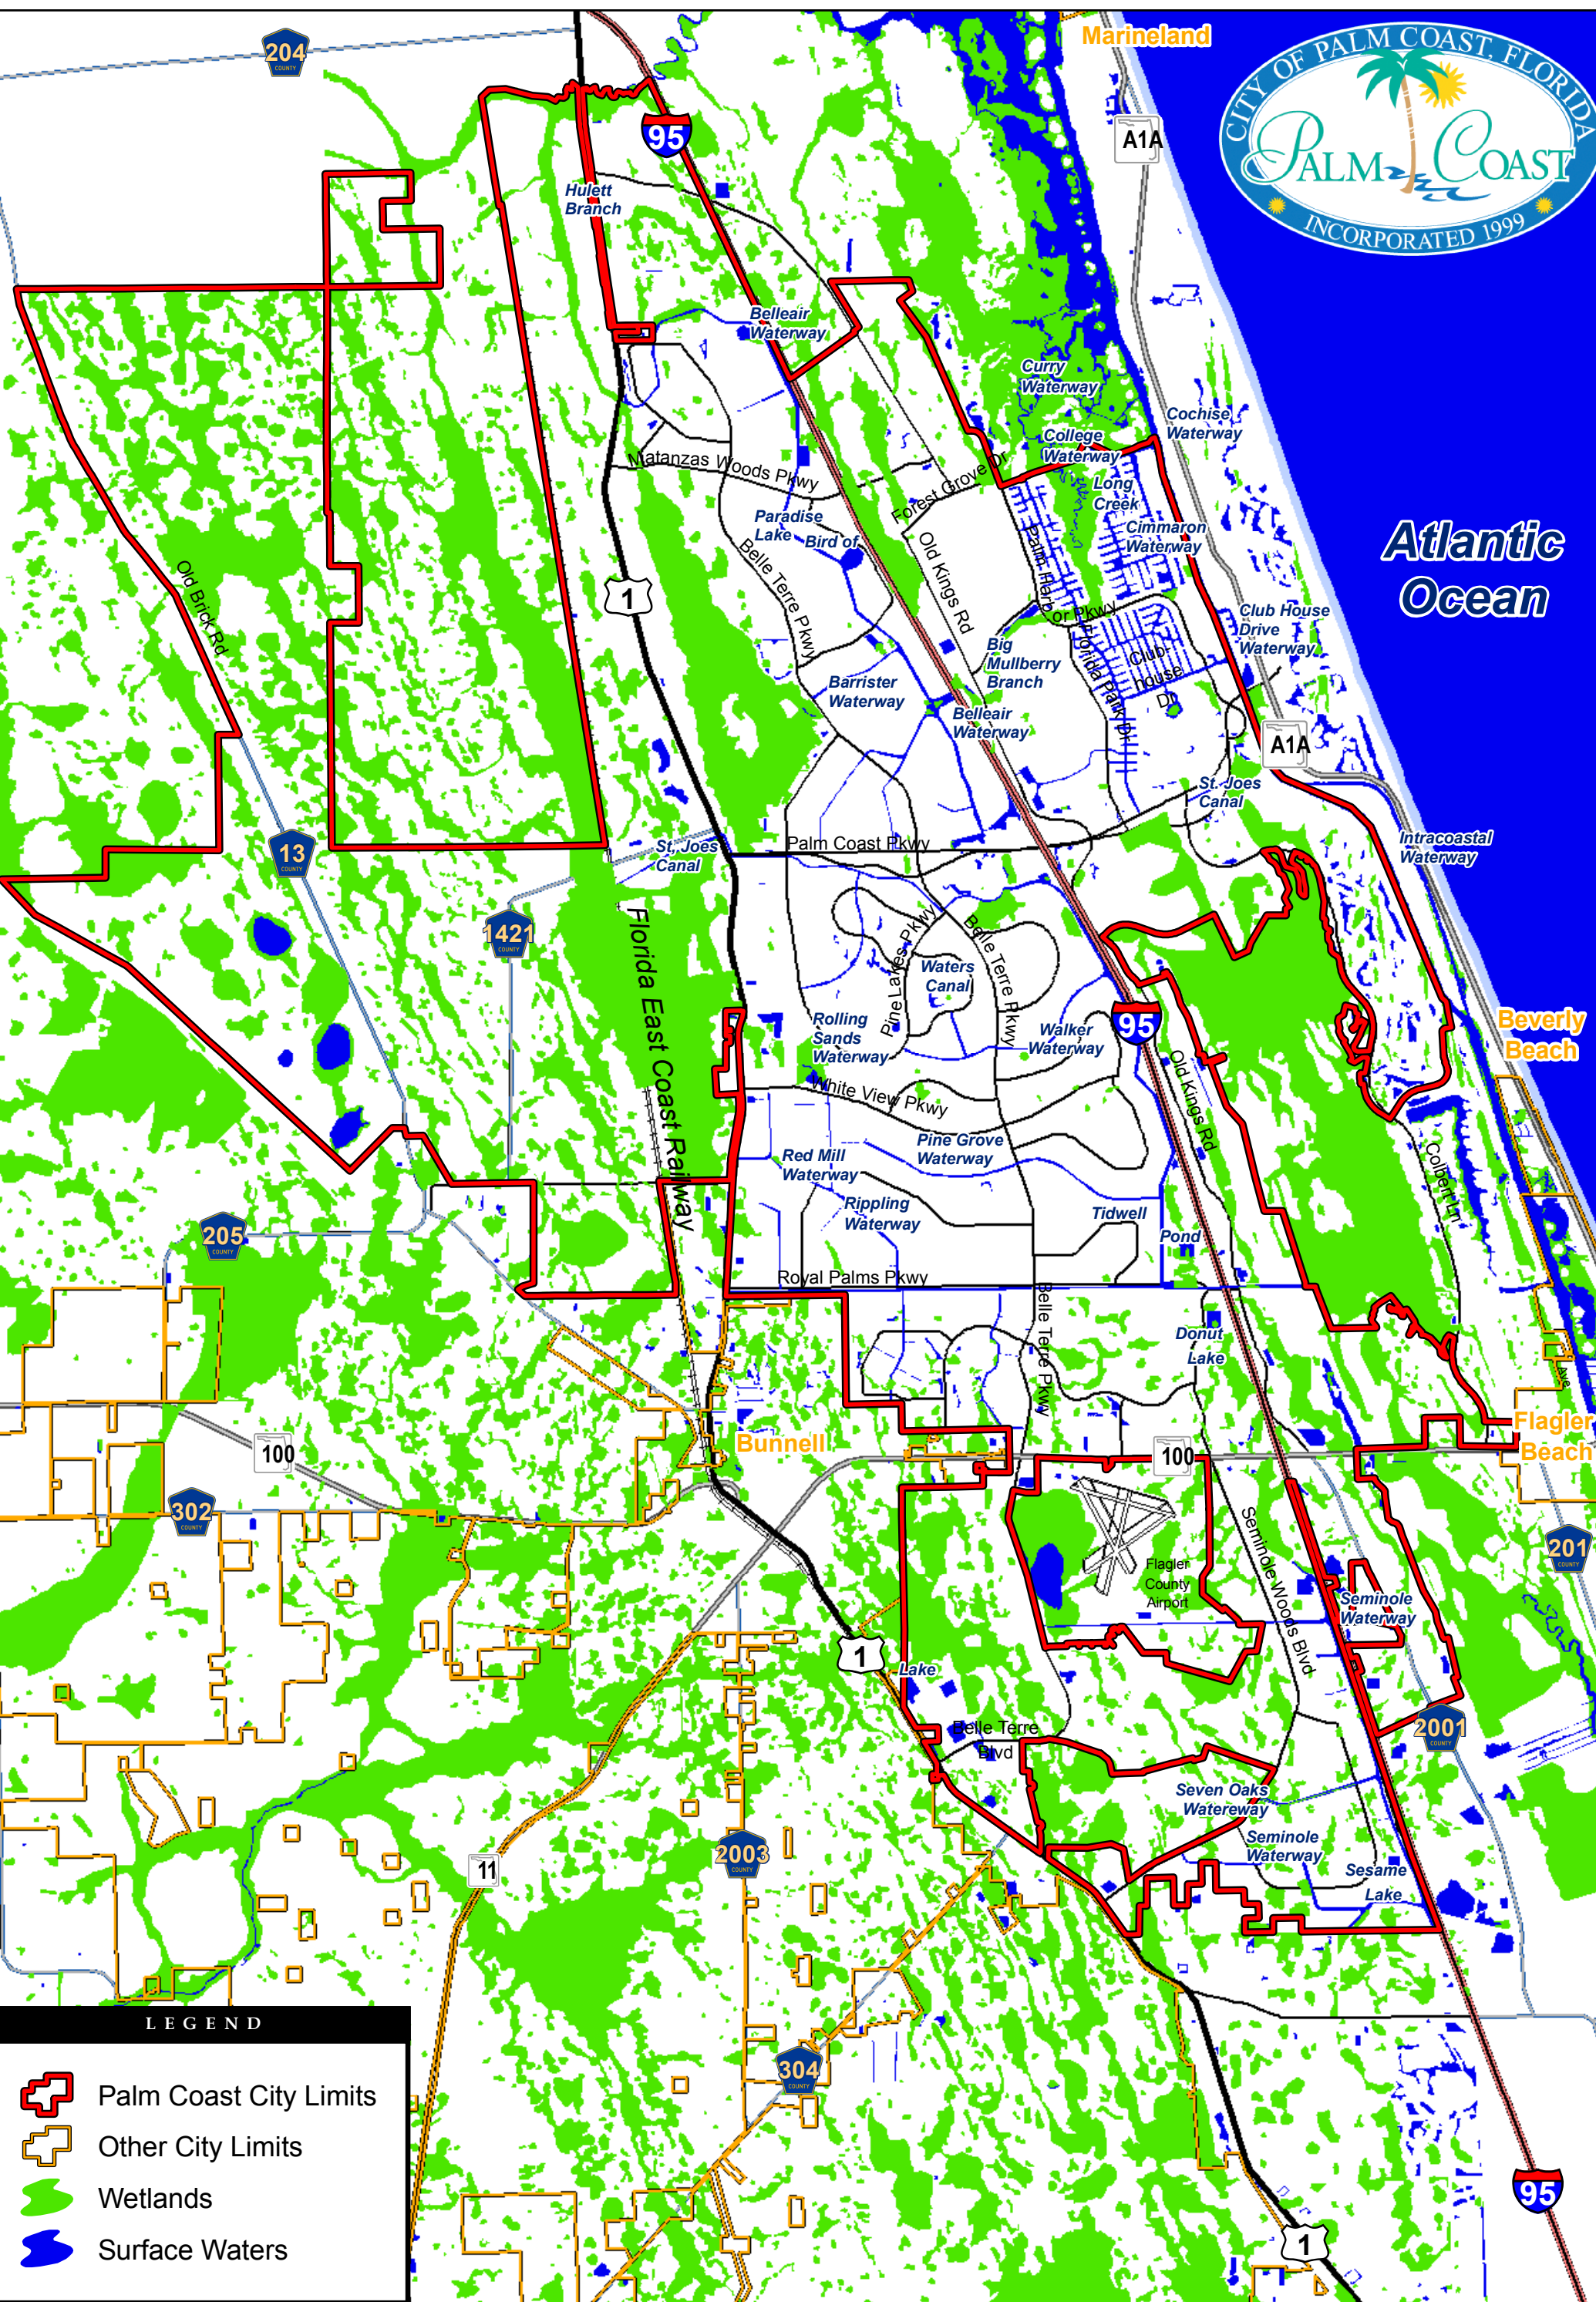 Marineland
CITY OF PALM COAST, FLORIDA
PALM COAST
INCORPORATED 1999
204
COUNTY
95
A1A
Hulett
Branch
Belleair
Waterway
Curry
Waterway
Cochise
Waterway
College
Waterway
Matanzas Woods Pkwy
Forest Grove Dr
Long
Creek
Paradise
Lake
Bird of
Cimmaron
Waterway
Atlantic
Ocean
Old Brick Rd
1
Belle Terre Pkwy
Old Kings Rd
Palm Harbor Pkwy
Club House
Drive
Waterway
Big
Mullberry
Branch
Florida Park Dr
Club-
house
Dr
Barrister
Waterway
Belleair
Waterway
A1A
St. Joes
Canal
13
COUNTY
St. Joes
Canal
Palm Coast Pkwy
Intracoastal
Waterway
1421
COUNTY
Florida East Coast Railway
Pine Lakes Pkwy
Belle Terre Pkwy
Waters
Canal
Rolling
Sands
Waterway
Walker
Waterway
95
Beverly
Beach
White View Pkwy
Old Kings Rd
Pine Grove
Waterway
Red Mill
Waterway
Colbert Ln
Rippling
Waterway
Tidwell
Pond
205
COUNTY
Royal Palms Pkwy
Belle Terre Pkwy
Donut
Lake
Ave
100
Bunnell
100
Flagler
Beach
302
COUNTY
Seminole Woods Blvd
201
COUNTY
Flagler
County
Airport
Seminole
Waterway
1
Lake
Belle Terre
Blvd
2001
COUNTY
Seven Oaks
Watereway
Seminole
Waterway
2003
COUNTY
11
Sesame
Lake
304
COUNTY
95
1
LEGEND
Palm Coast City Limits
Other City Limits
Wetlands
Surface Waters